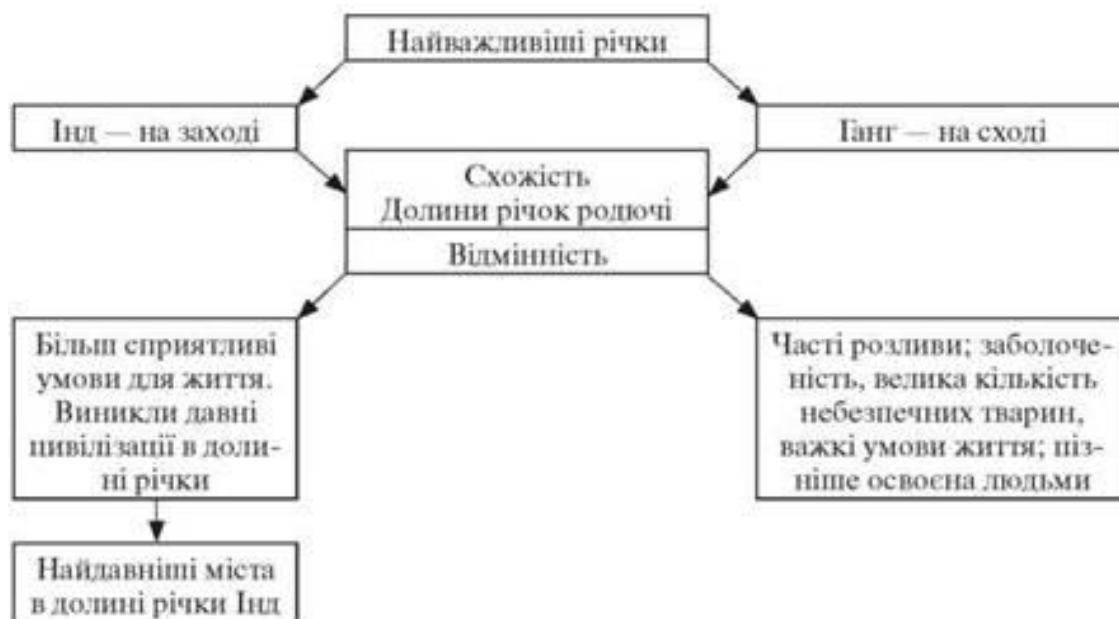 Найважливіші річки
Інд — на заході
Ганг — на сході
Схожість
Долини річок родючі
Відмінність
Більш сприятливі
умови для життя.
Виникли давні
цивілізації в доли-
ні річки
Часті розливи; заболоче-
ність, велика кількість
небезпечних тварин,
важкі умови життя; піз-
ніше освоєна людьми
Найдавніші міста
в долині річки Інд